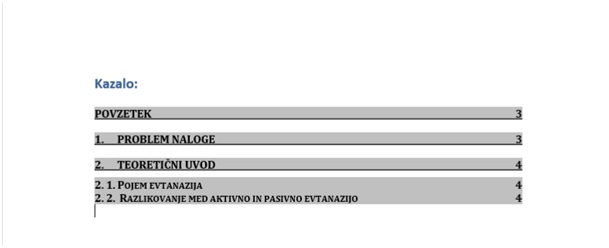 Kazalo:
POVZETEK 3
1. PROBLEM NALOGE 3
2. TEORETIČNI UVOD 4
2. 1. POJEM EVTANAZIJA 4
2. 2. RAZLIKOVANJE MED AKTIVNO IN PASIVNO EVTANAZIJO 4